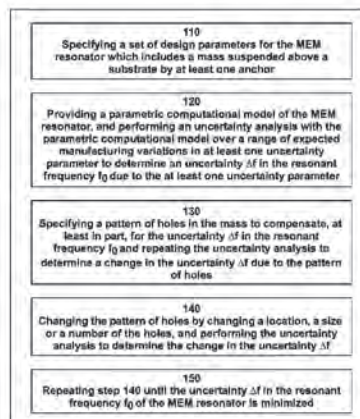 110
Specifying a set of design parameters for the MEM
resonator which includes a mass suspended above a
substrate by at least one anchor
120
Providing a parametric computational model of the MEM
resonator, and performing an uncertainty analysis with the
parametric computational model over a range of expected
manufacturing variations in at least one uncertainty
parameter to determine an uncertainty Δf in the resonant
frequency f₀ due to the at least one uncertainty parameter
130
Specifying a pattern of holes in the mass to compensate, at
least in part, for the uncertainty Δf in the resonant
frequency f₀ and repeating the uncertainty analysis to
determine a change in the uncertainty Δf due to the pattern
of holes
140
Changing the pattern of holes by changing a location, a size
or a number of the holes, and performing the uncertainty
analysis to determine the change in the uncertainty Δf
150
Repeating step 140 until the uncertainty Δf in the resonant
frequency f₀ of the MEM resonator is minimized